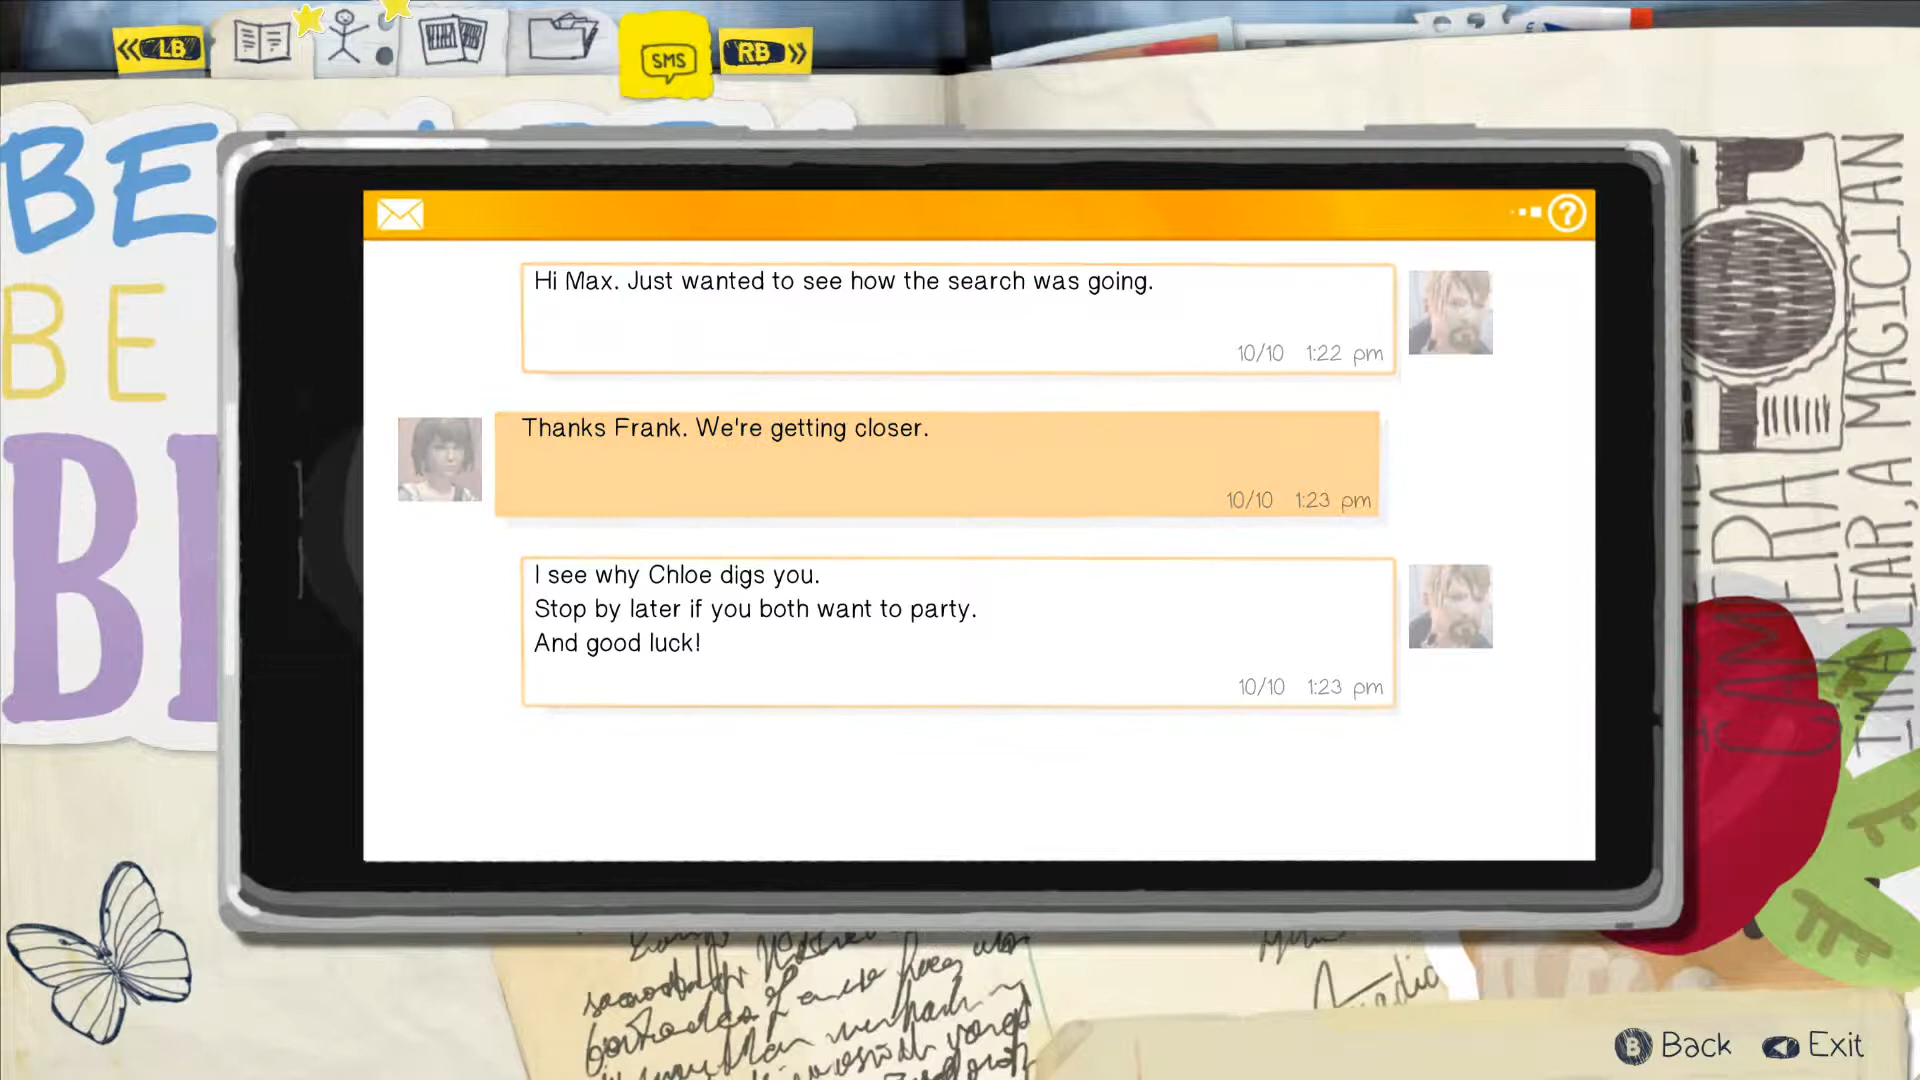 LB
SMS
RB
BE
BE
Hi Max. Just wanted to see how the search was going.
10/10 1:22 pm
Thanks Frank. We're getting closer.
10/10 1:23 pm
I see why Chloe digs you.
Stop by later if you both want to party.
And good luck!
10/10 1:23 pm
CAMERA
LIAR, A MAGICIAN
B Back
Exit